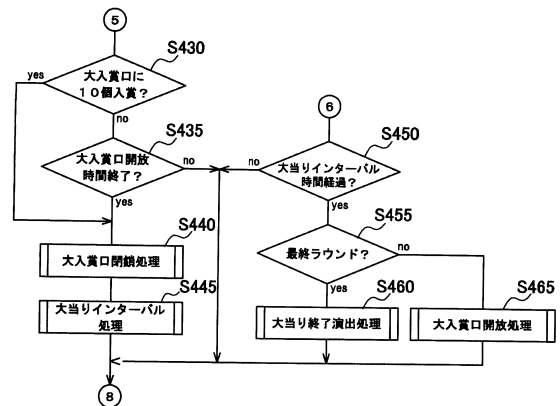 5
S430
大入賞口に
10個入賞?
yes
no
S435
大入賞口開放
時間終了?
no
yes
S440
大入賞口閉鎖処理
S445
大当りインターバル
処理
8
6
S450
大当りインターバル
時間経過?
no
yes
S455
最終ラウンド?
no
yes
S460
大当り終了演出処理
S465
大入賞口開放処理